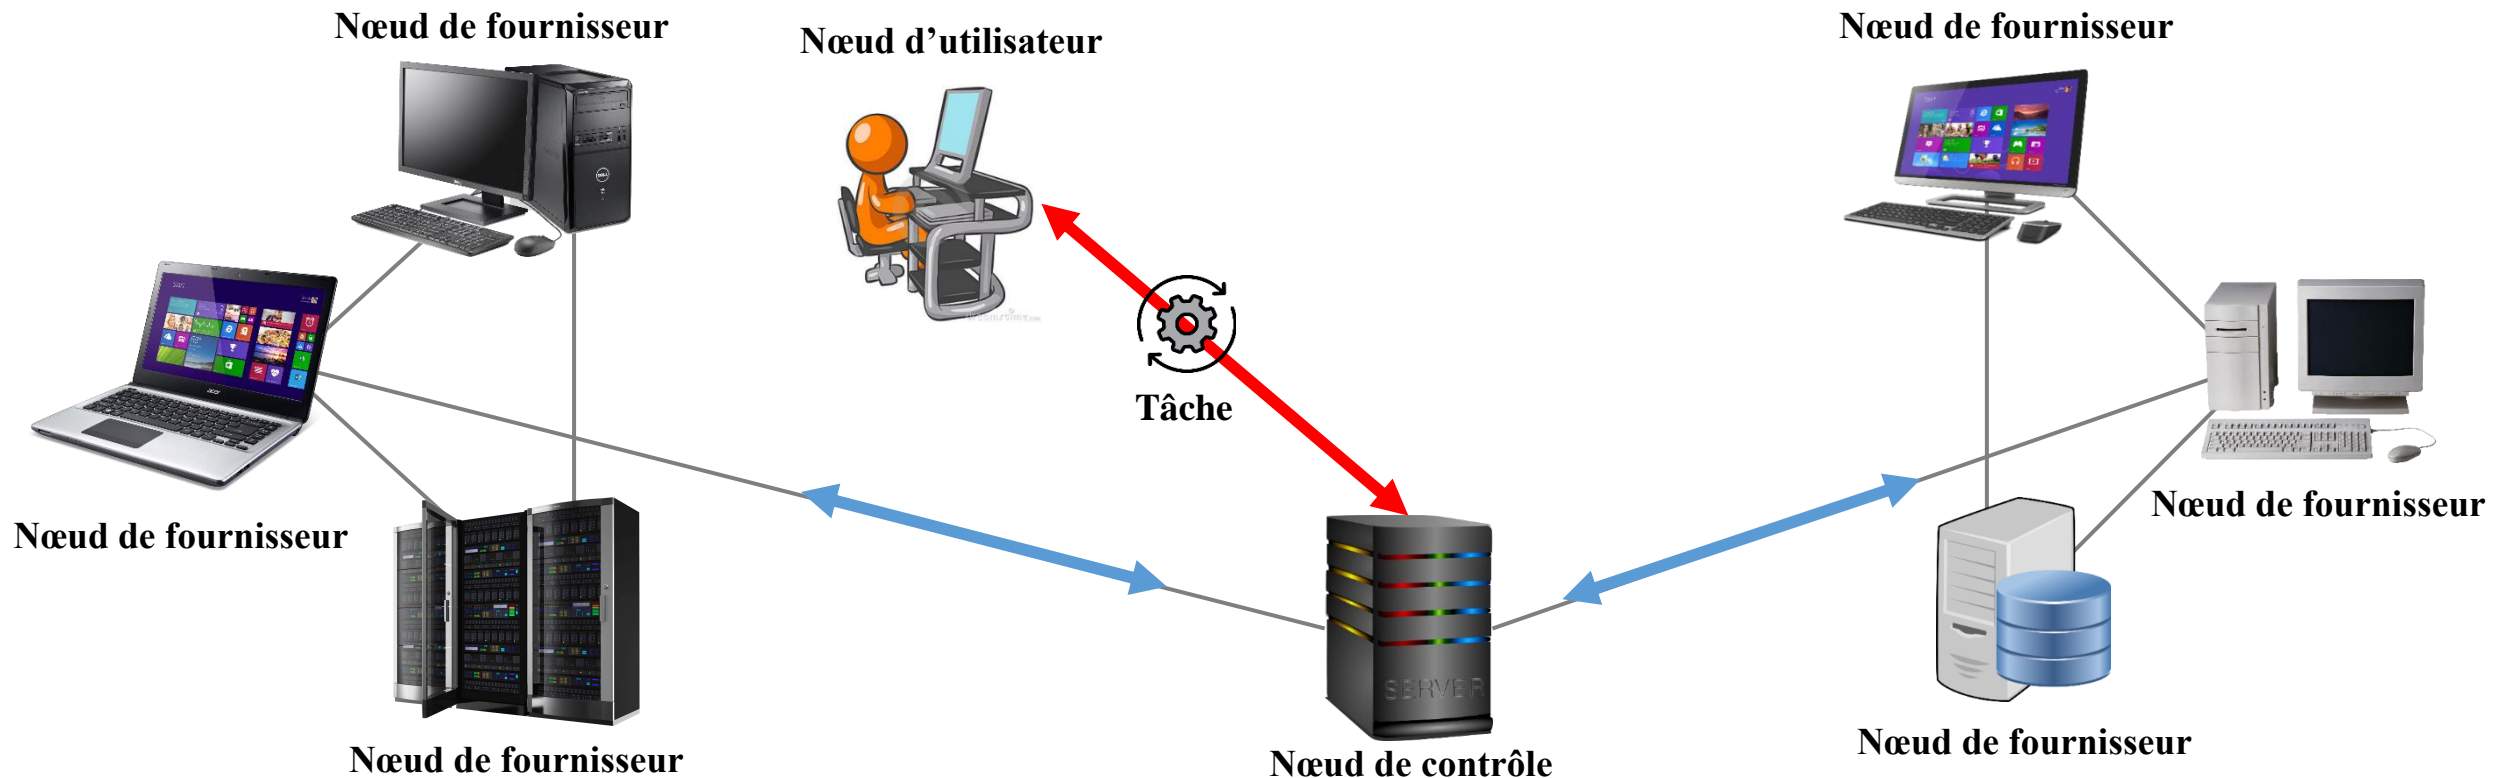 Nœud de fournisseur
Nœud d’utilisateur
Nœud de fournisseur
Tâche
Nœud de fournisseur
Nœud de fournisseur
SERVER
Nœud de fournisseur
Nœud de contrôle
Nœud de fournisseur